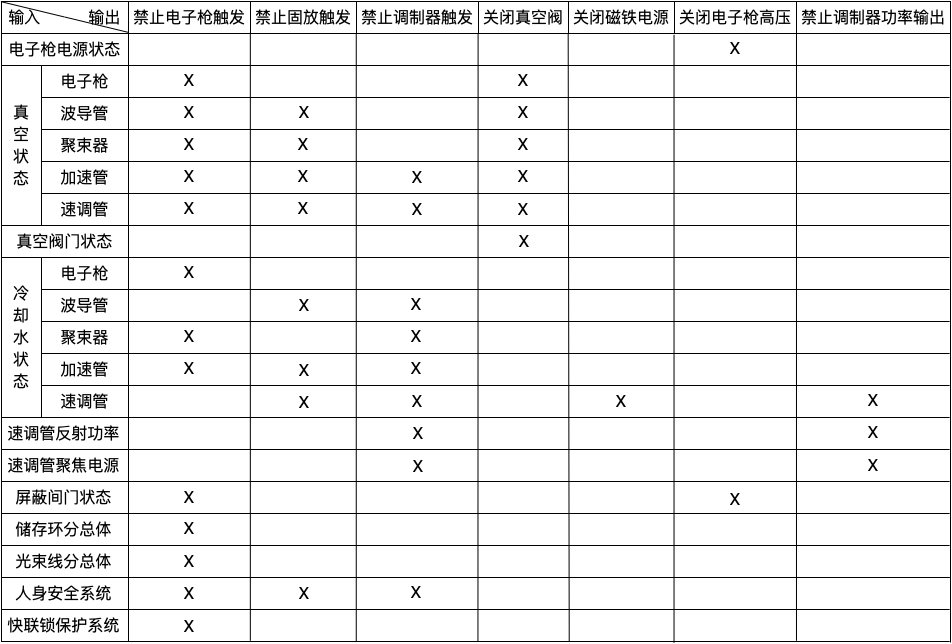 输入 输出 禁止电子枪触发 禁止固放触发 禁止调制器触发 关闭真空阀 关闭磁铁电源 关闭电子枪高压 禁止调制器功率输出
电子枪电源状态 X
真空状态
电子枪 X X
波导管 X X X
聚束器 X X X
加速管 X X X X
速调管 X X X X
真空阀门状态 X
冷却水状态
电子枪 X
波导管 X X
聚束器 X X
加速管 X X X
速调管 X X X X
速调管反射功率 X X
速调管聚焦电源 X X
屏蔽间门状态 X X
储存环分总体 X
光束线分总体 X
人身安全系统 X X X
快联锁保护系统 X